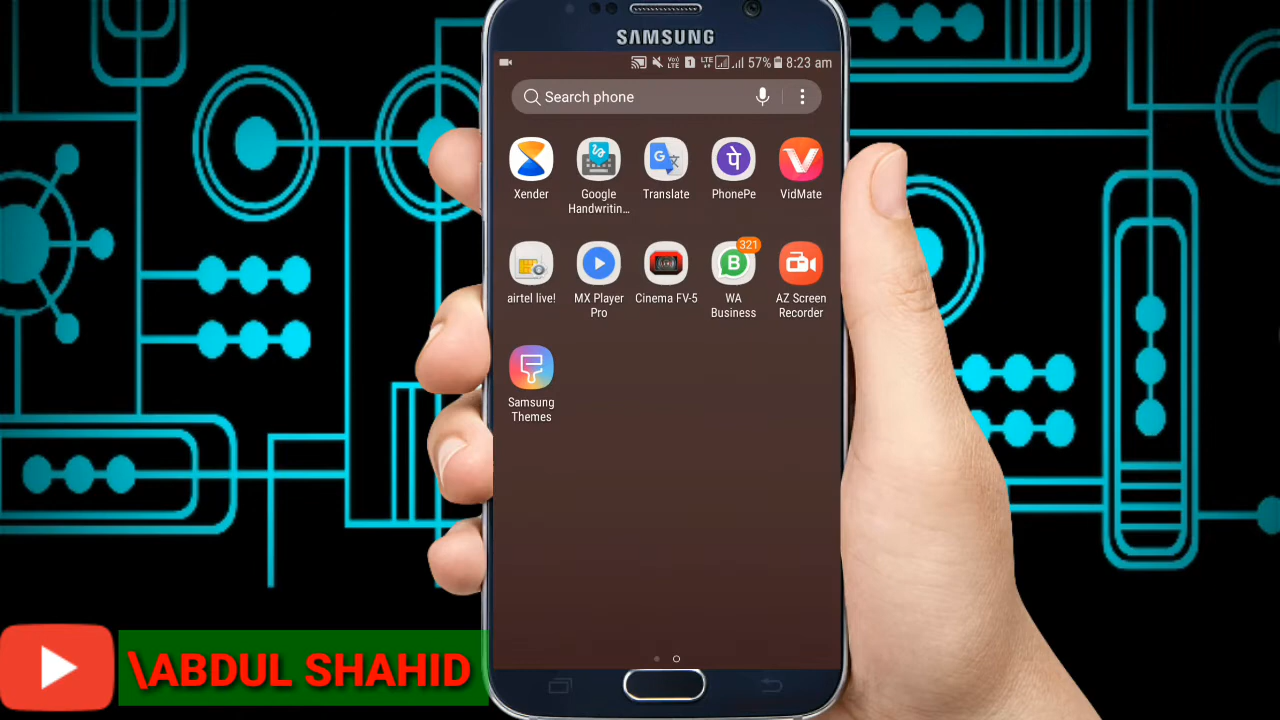 SAMSUNG
LTE 57% 8:23 am
Search phone
Xender
Google Handwritin...
Translate
पे
PhonePe
VidMate
airtel live!
MX Player Pro
Cinema FV-5
321
B
WA Business
AZ Screen Recorder
Samsung Themes
\ABDUL SHAHID